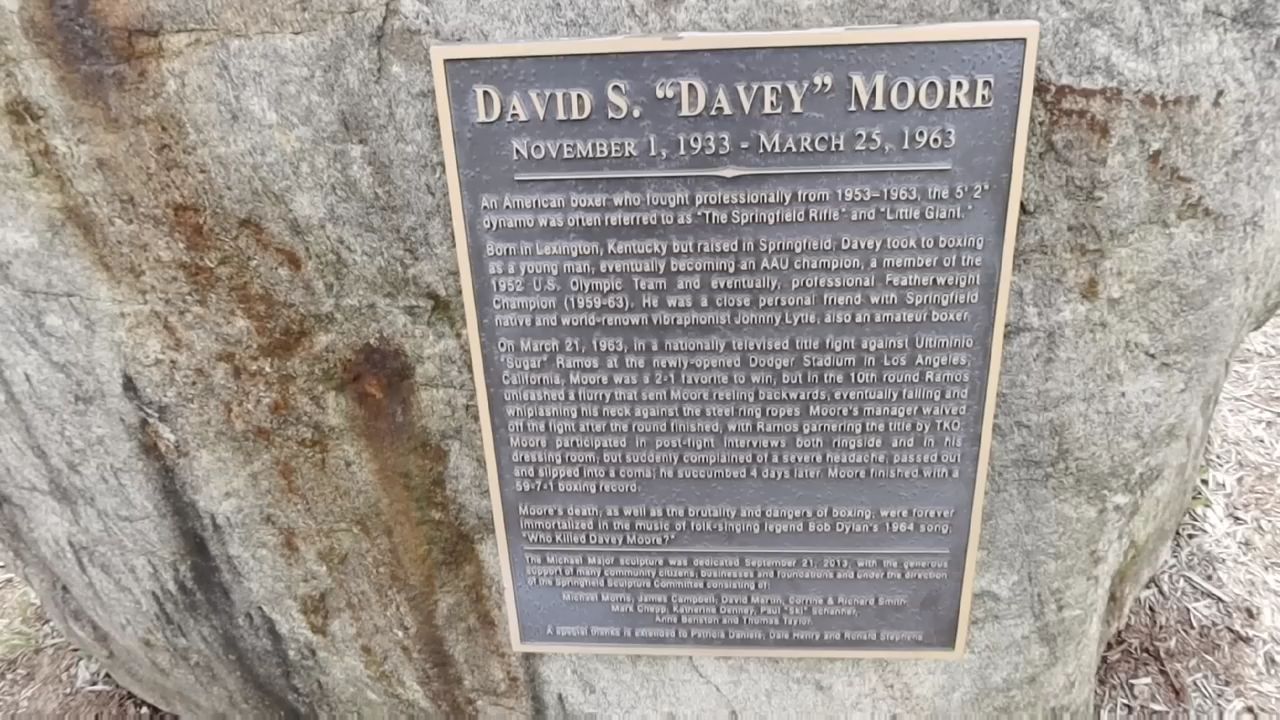 DAVID S. “DAVEY” MOORE
NOVEMBER 1, 1933 - MARCH 25, 1963
An American boxer who fought professionally from 1953–1963, the 5' 2"
dynamo was often referred to as "The Springfield Rifle" and "Little Giant."
Born in Lexington, Kentucky but raised in Springfield, Davey took to boxing
as a young man, eventually becoming an AAU champion, a member of the
1952 U.S. Olympic Team and eventually, professional Featherweight
Champion (1959-63). He was a close personal friend with Springfield
native and world-renown vibraphonist Johnny Lytle, also an amateur boxer.
On March 21, 1963, in a nationally televised title fight against Ultiminio
"Sugar" Ramos at the newly-opened Dodger Stadium in Los Angeles,
California, Moore was a 2-1 favorite to win, but in the 10th round Ramos
unleashed a flurry that sent Moore reeling backwards, eventually falling and
whiplashing his neck against the steel ring ropes. Moore's manager waived
off the fight after the round finished, with Ramos garnering the title by TKO.
Moore participated in post-fight interviews both ringside and in his
dressing room, but suddenly complained of a severe headache, passed out
and slipped into a coma; he succumbed 4 days later. Moore finished with a
59-7-1 boxing record.
Moore's death, as well as the brutality and dangers of boxing, were forever
immortalized in the music of folk-singing legend Bob Dylan's 1964 song,
"Who Killed Davey Moore?"
The Michael Major sculpture was dedicated September 21, 2013, with the generous
support of many community citizens, businesses and foundations and under the direction
of the Springfield Sculpture Committee consisting of:
Michael Morris, James Campbell, David Martin, Corrine & Richard Smith,
Mark Chepp, Katherine Denney, Paul "Ski" Schanher,
Anne Benston and Thomas Taylor.
A special thanks is extended to Patricia Daniels, Dale Henry and Ronald Stephens